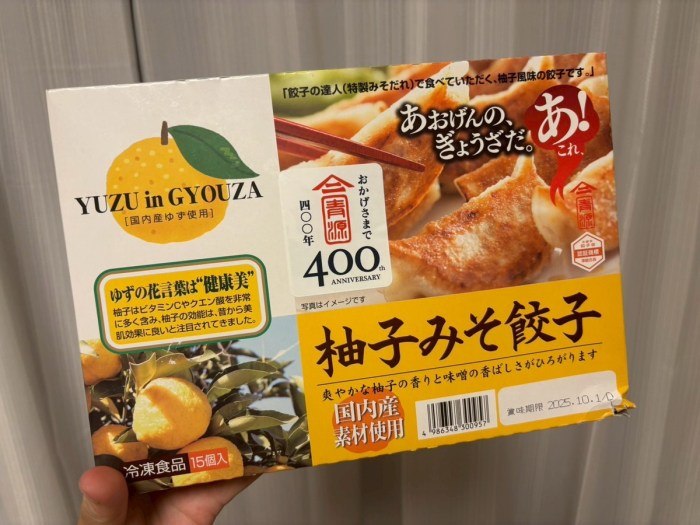 「餃子の達人(特製みそだれ)で食べていただく、柚子風味の餃子です。」
あおげんの、
ぎょうざだ。
あ!
これ、
青源
YUZU in GYOUZA
[国内産ゆず使用]
おかげさまで
四〇〇年
青源
400th
ANNIVERSARY
写真はイメージです
ゆずの花言葉は“健康美”
柚子はビタミンCやクエン酸を非常
に多く含み、柚子の効能は、昔から美
肌効果に良いと注目されてきました。
柚子みそ餃子
爽やかな柚子の香りと味噌の香ばしさがひろがります
国内産
素材使用
4 986348 300957
賞味期限 2025.10.10
冷凍食品 15個入